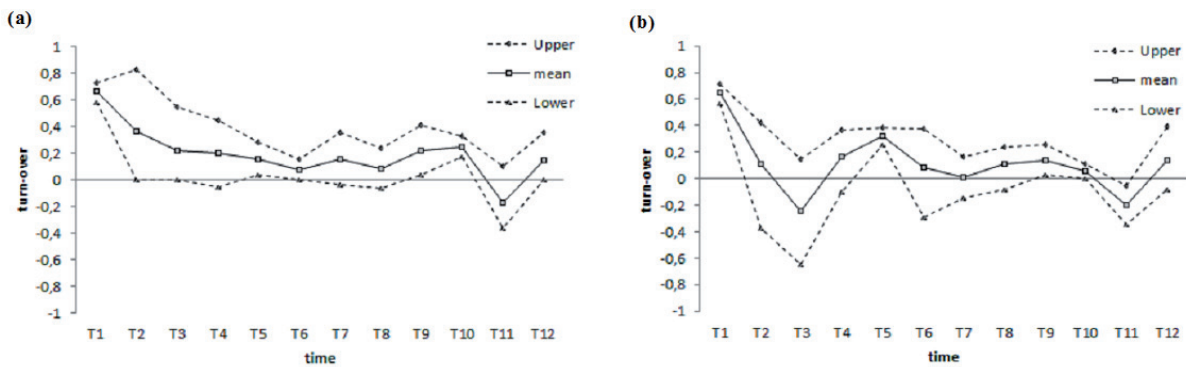 (a)
1
0,8
0,6
0,4
0,2
0
-0,2
-0,4
-0,6
-0,8
-1
turn-over
Upper
mean
Lower
T1 T2 T3 T4 T5 T6 T7 T8 T9 T10 T11 T12
time
(b)
1
0,8
0,6
0,4
0,2
0
-0,2
-0,4
-0,6
-0,8
-1
turn-over
Upper
mean
Lower
T1 T2 T3 T4 T5 T6 T7 T8 T9 T10 T11 T12
time